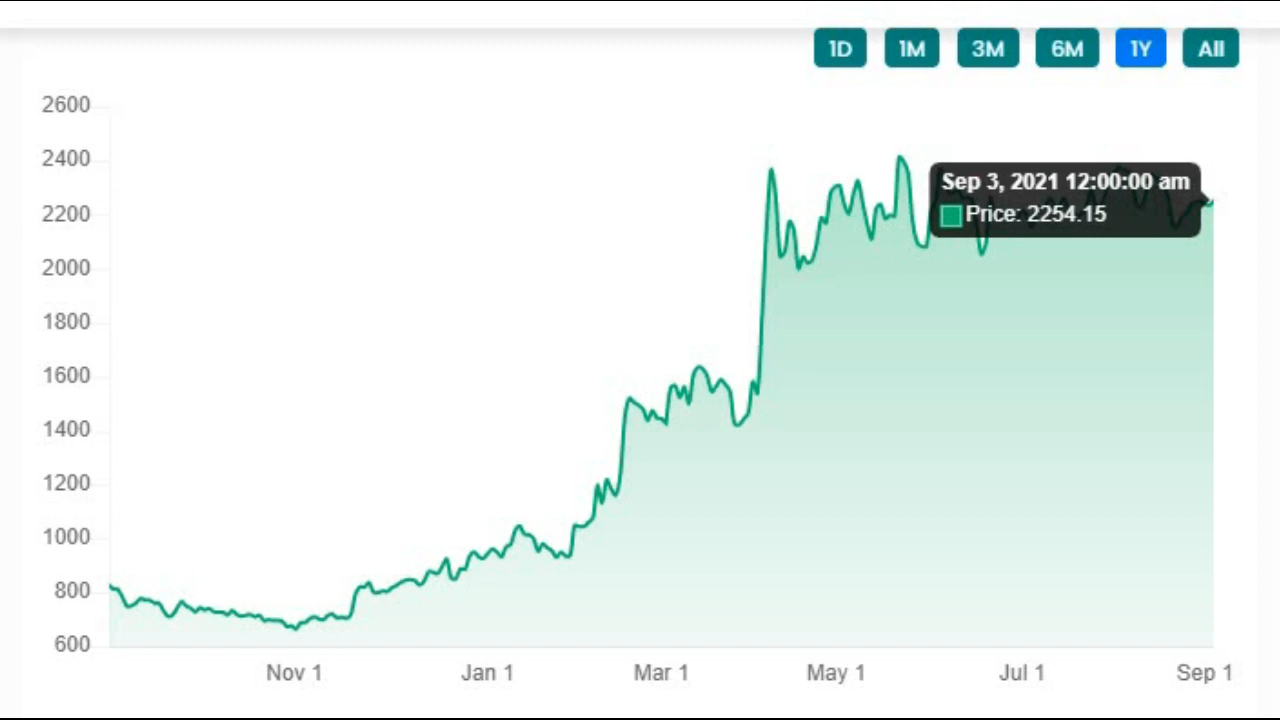 1D 1M 3M 6M 1Y All
2600
2400
Sep 3, 2021 12:00:00 am
2200
Price: 2254.15
2000
1800
1600
1400
1200
1000
800
600
Nov 1 Jan 1 Mar 1 May 1 Jul 1 Sep 1